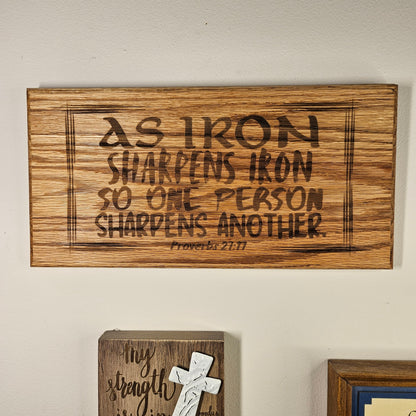 AS IRON
SHARPENS IRON
SO ONE PERSON
SHARPENS ANOTHER.
Proverbs 27:17
my
strength